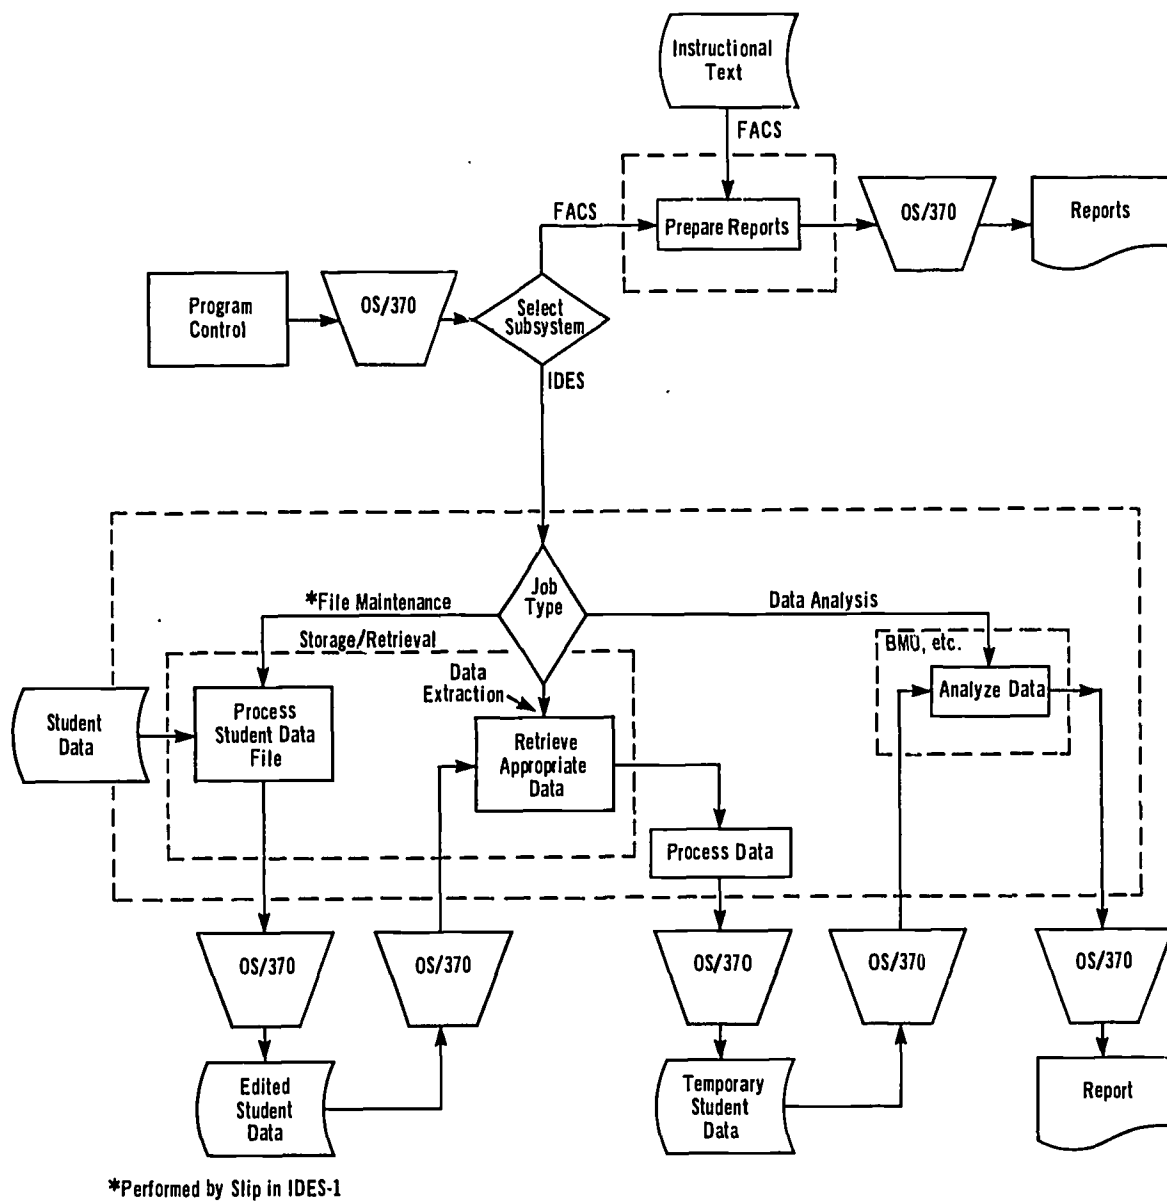 Instructional
Text
FACS
FACS
Prepare Reports
OS/370
Reports
Program
Control
OS/370
Select
Subsystem
IDES
Job
Type
*File Maintenance
Data Analysis
Storage/Retrieval
BMD, etc.
Data
Extraction
Analyze Data
Student
Data
Process
Student Data
File
Retrieve
Appropriate
Data
Process Data
OS/370
OS/370
OS/370
OS/370
OS/370
Edited
Student
Data
Temporary
Student
Data
Report
*Performed by Slip in IDES-1